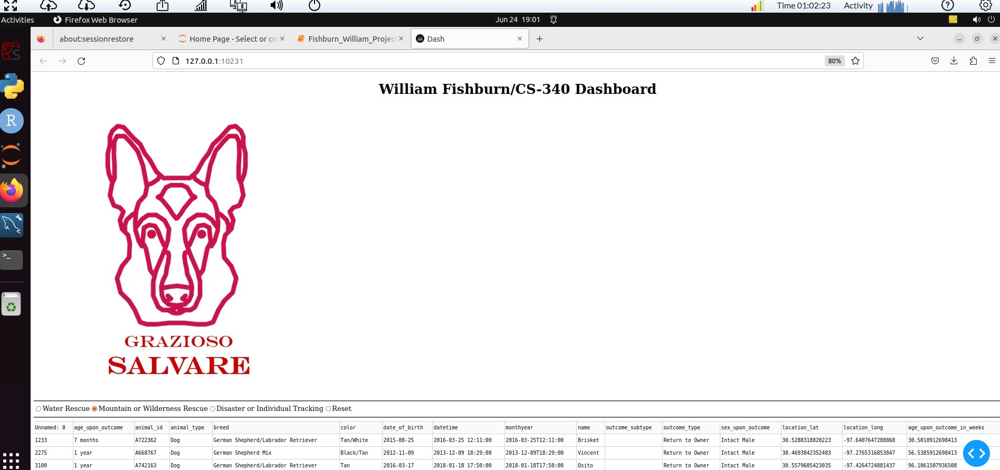 Time 01:02:23 Activity
Activities Firefox Web Browser Jun 24 19:01
about:sessionrestore Home Page - Select or cre Fishburn_William_Project Dash
127.0.0.1:10231 80%
William Fishburn/CS-340 Dashboard
GRAZIOSO
SALVARE
Water Rescue Mountain or Wilderness Rescue Disaster or Individual Tracking Reset
Unnamed: 0 age_upon_outcome animal_id animal_type breed color date_of_birth datetime monthyear name outcome_subtype outcome_type sex_upon_outcome location_lat location_long age_upon_outcome_in_weeks
1233 7 months A722362 Dog German Shepherd/Labrador Retriever Tan/White 2015-08-25 2016-03-25 12:11:00 2016-03-25T12:11:00 Brisket Return to Owner Intact Male 30.5288318820223 -97.6407647288868 30.5010912698413
2275 1 year A668767 Dog German Shepherd Mix Black/Tan 2012-11-09 2013-12-09 18:29:00 2013-12-09T18:29:00 Vincent Return to Owner Intact Male 30.4693842352403 -97.2765316853847 56.5385912698413
3100 1 year A742163 Dog German Shepherd/Labrador Retriever Tan 2016-03-17 2018-01-18 17:50:00 2018-01-18T17:50:00 Osito Return to Owner Intact Male 30.5579605423035 -97.4264724881437 96.1061507936508